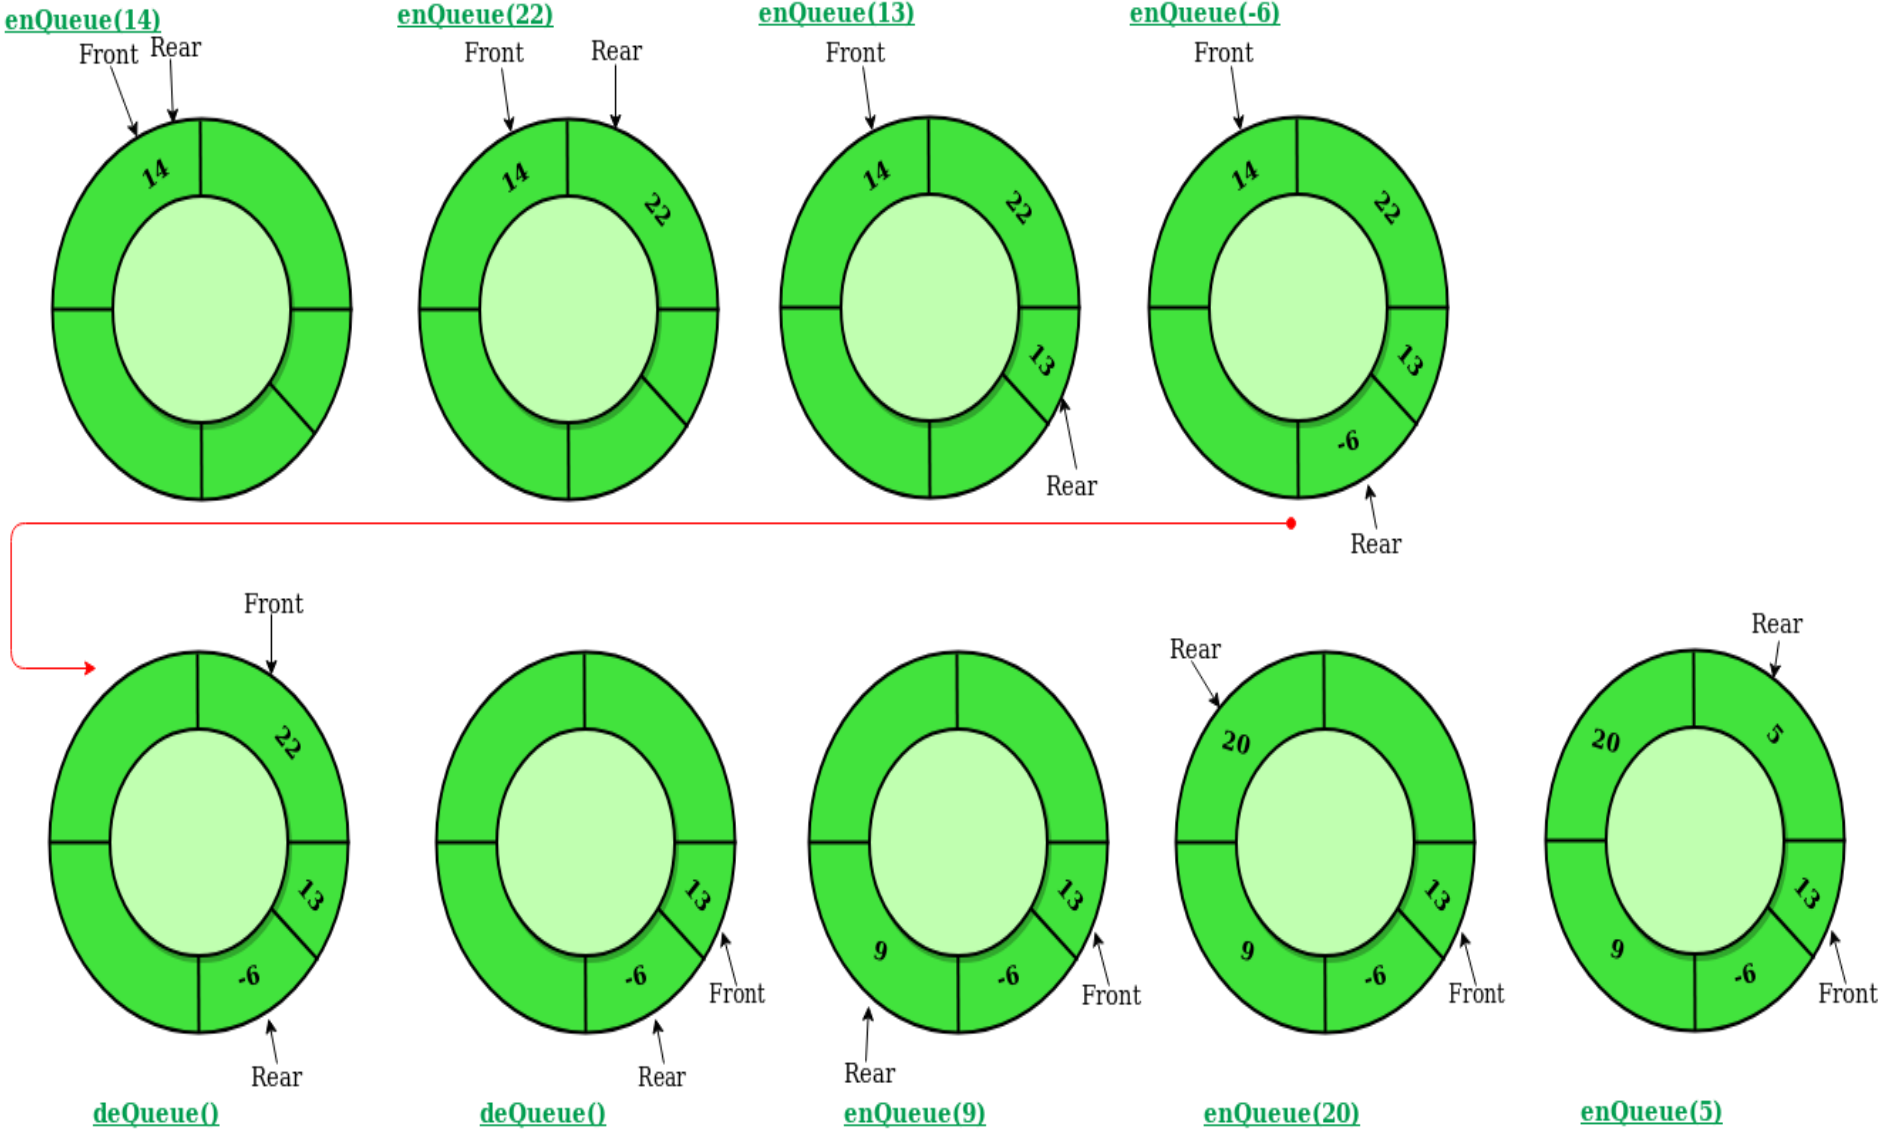 enQueue(14)
Front Rear
14
enQueue(22)
Front Rear
14
22
enQueue(13)
Front
14
22
13
Rear
enQueue(-6)
Front
14
22
13
-6
Rear
Front
22
13
-6
Rear
deQueue()
13
-6
Front
Rear
deQueue()
13
9
-6
Front
Rear
enQueue(9)
Rear
20
13
9
-6
Front
enQueue(20)
Rear
20
5
13
9
-6
Front
enQueue(5)